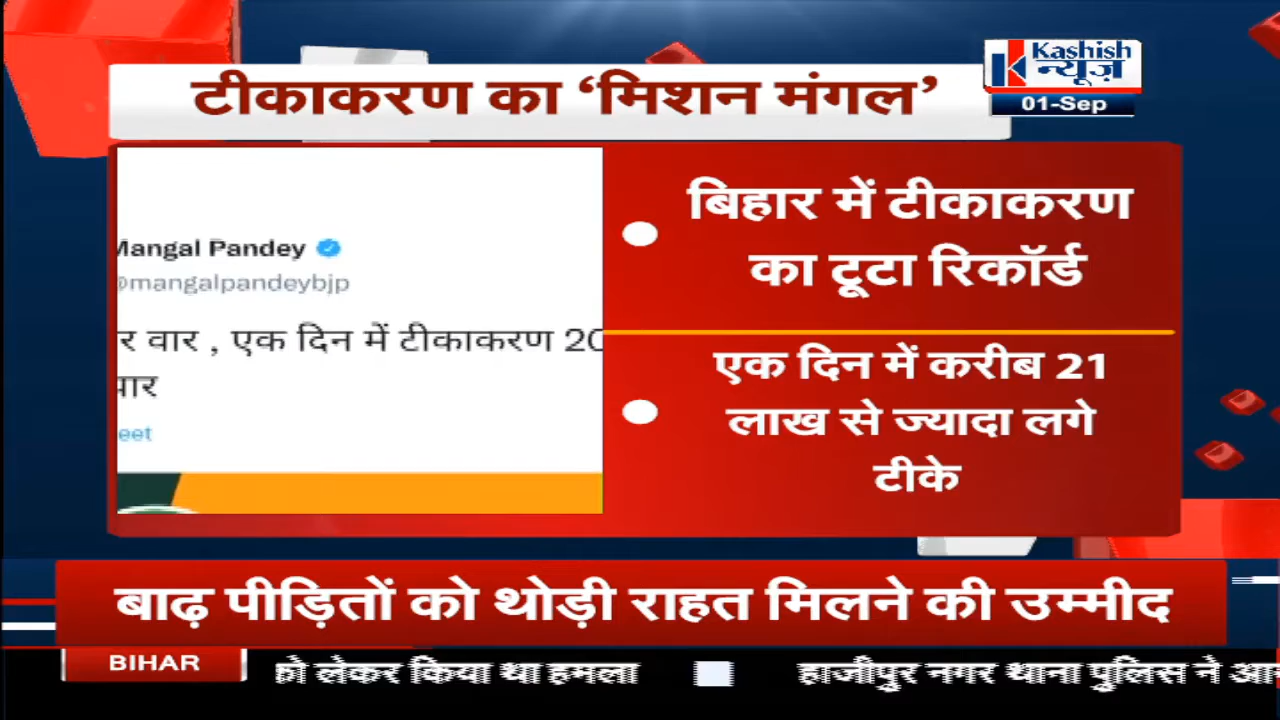 टीकाकरण का ‘मिशन मंगल’
Kashish
न्यूज़
01-Sep
Mangal Pandey
@mangalpandeybjp
र वार , एक दिन में टीकाकरण 20
पार
eet
बिहार में टीकाकरण
का टूटा रिकॉर्ड
एक दिन में करीब 21
लाख से ज्यादा लगे
टीके
बाढ़ पीड़ितों को थोड़ी राहत मिलने की उम्मीद
BIHAR
को लेकर किया था हमला
हाजीपुर नगर थाना पुलिस ने